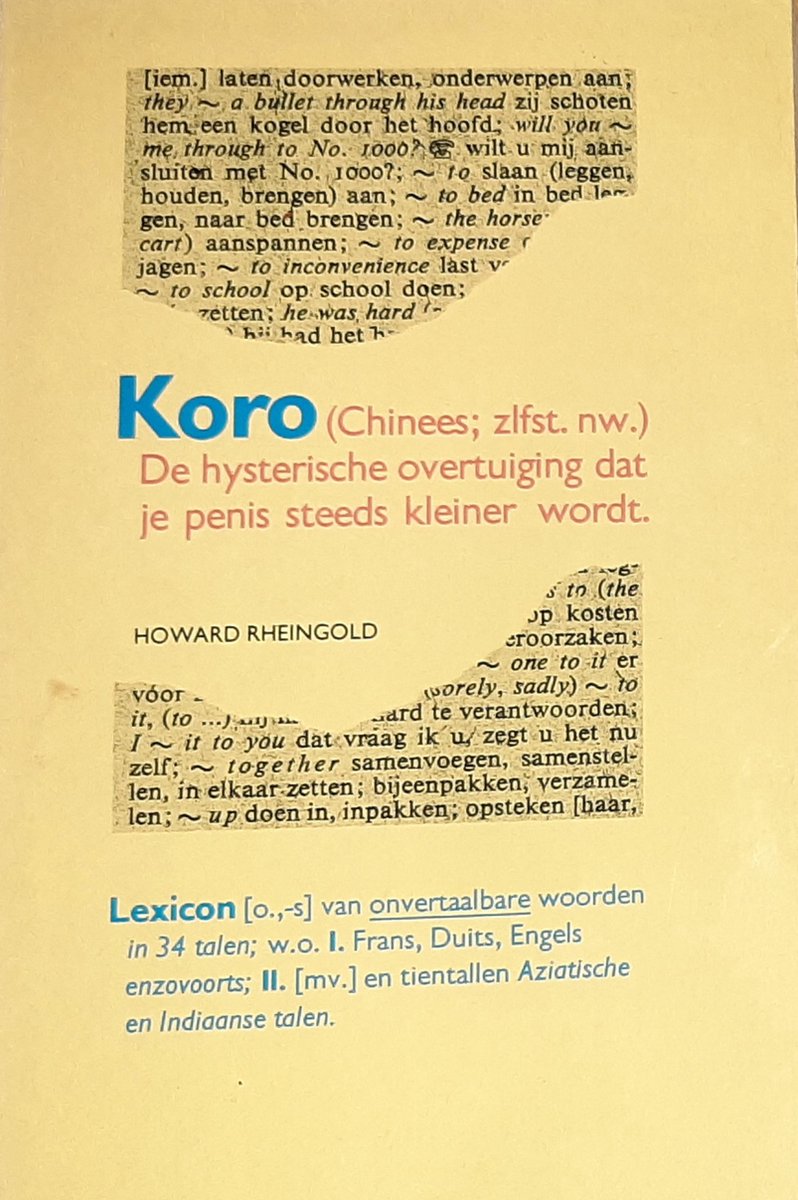 [iem.] laten doorwerken, onderwerpen aan;
they ~ a bullet through his head zij schoten
hem een kogel door het hoofd; will you ~
me through to No. 1000? ☎ wilt u mij aan-
sluiten met No. 1000?; ~ to slaan (leggen,
houden, brengen) aan; ~ to bed in bed
gen, naar bed brengen; ~ the horse
cart) aanspannen; ~ to expense
jagen; ~ to inconvenience last
~ to school op school doen;
zetten; he was hard
had het
Koro (Chinees; zlfst. nw.)
De hysterische overtuiging dat
je penis steeds kleiner wordt.
to (the
op kosten
eroorzaken;
HOWARD RHEINGOLD
~ one to it er
vóór (sorely, sadly) ~ to
it, (to ...) ard te verantwoorden;
I ~ it to you dat vraag ik u, zegt u het nu
zelf; ~ together samenvoegen, samenstel-
len, in elkaar zetten; bijeenpakken, verzame-
len; ~ up doen in, inpakken; opsteken [haar,
Lexicon [o.,-s] van onvertaalbare woorden
in 34 talen; w.o. I. Frans, Duits, Engels
enzovoorts; II. [mv.] en tientallen Aziatische
en Indiaanse talen.